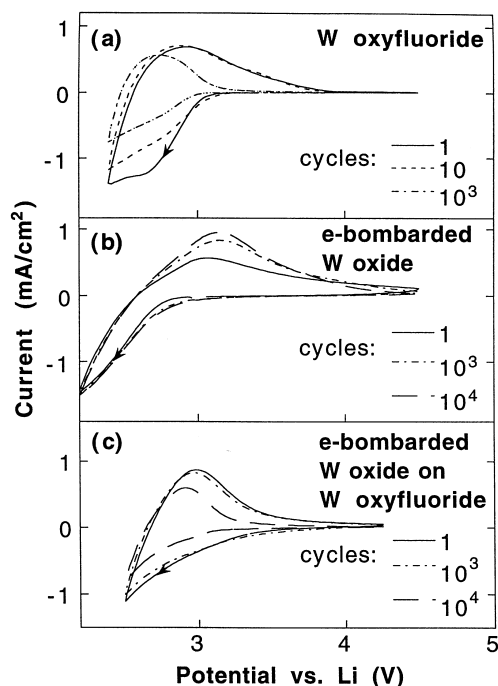 (a)
W oxyfluoride
cycles:
1
10
10³
(b)
e-bombarded
W oxide
cycles:
1
10³
10⁴
(c)
e-bombarded
W oxide on
W oxyfluoride
cycles:
1
10³
10⁴
1
0
-1
1
0
-1
1
0
-1
Current (mA/cm²)
3
4
5
Potential vs. Li (V)